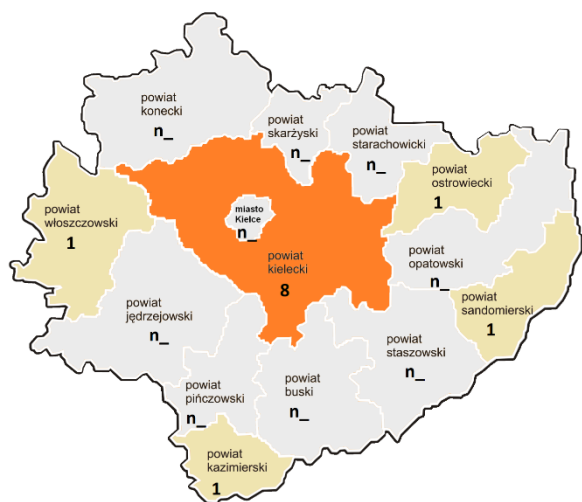 powiat
konecki
n_
powiat
skarżyski
n_
powiat
starachowicki
n_
powiat
ostrowiecki
1
powiat
włoszczowski
1
miasto
Kielce
n_
powiat
kielecki
8
powiat
opatowski
n_
powiat
sandomierski
1
powiat
jędrzejowski
n_
powiat
staszowski
n_
powiat
pińczowski
n_
powiat
buski
n_
powiat
kazimierski
1